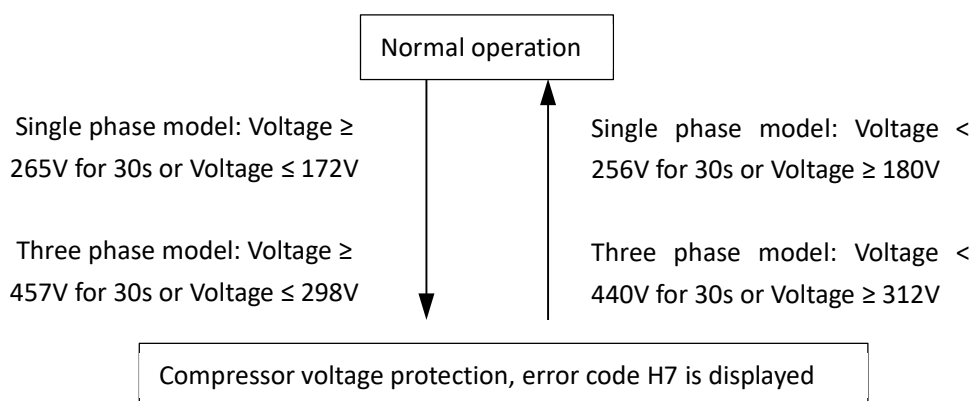 Normal operation
Single phase model: Voltage ≥
265V for 30s or Voltage ≤ 172V
Three phase model: Voltage ≥
457V for 30s or Voltage ≤ 298V
Single phase model: Voltage <
256V for 30s or Voltage ≥ 180V
Three phase model: Voltage <
440V for 30s or Voltage ≥ 312V
Compressor voltage protection, error code H7 is displayed